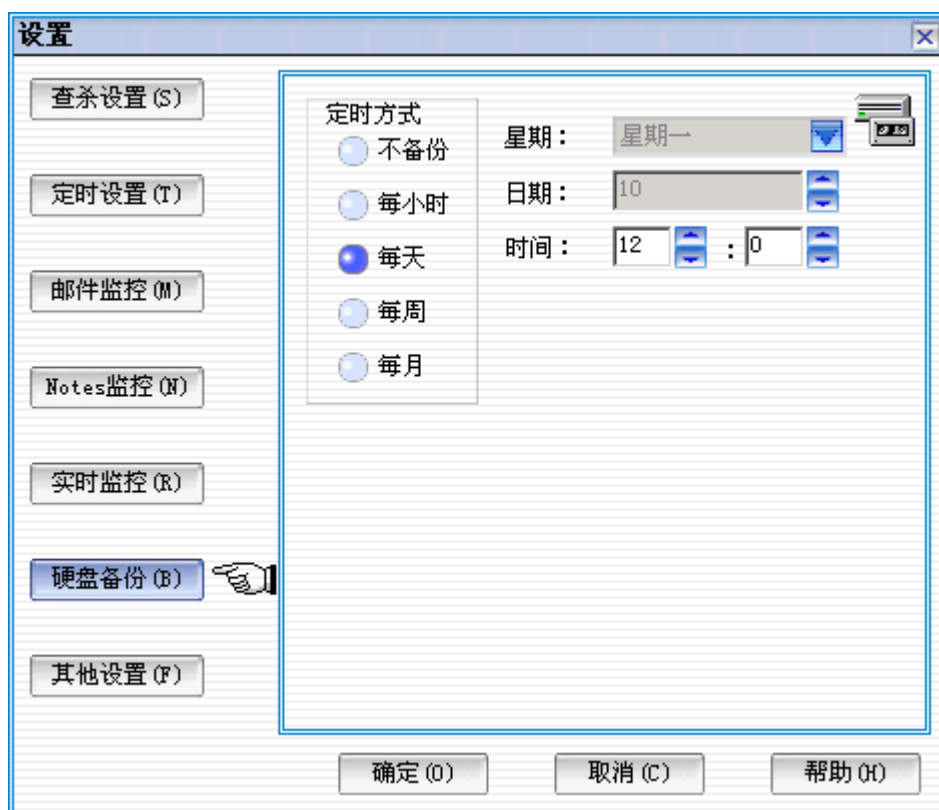 设置
查杀设置(S)
定时设置(T)
邮件监控(M)
Notes监控(N)
实时监控(R)
硬盘备份(B)
其他设置(F)
定时方式
不备份
每小时
每天
每周
每月
星期： 星期一
日期： 10
时间： 12 : 0
确定(O) 取消(C) 帮助(H)